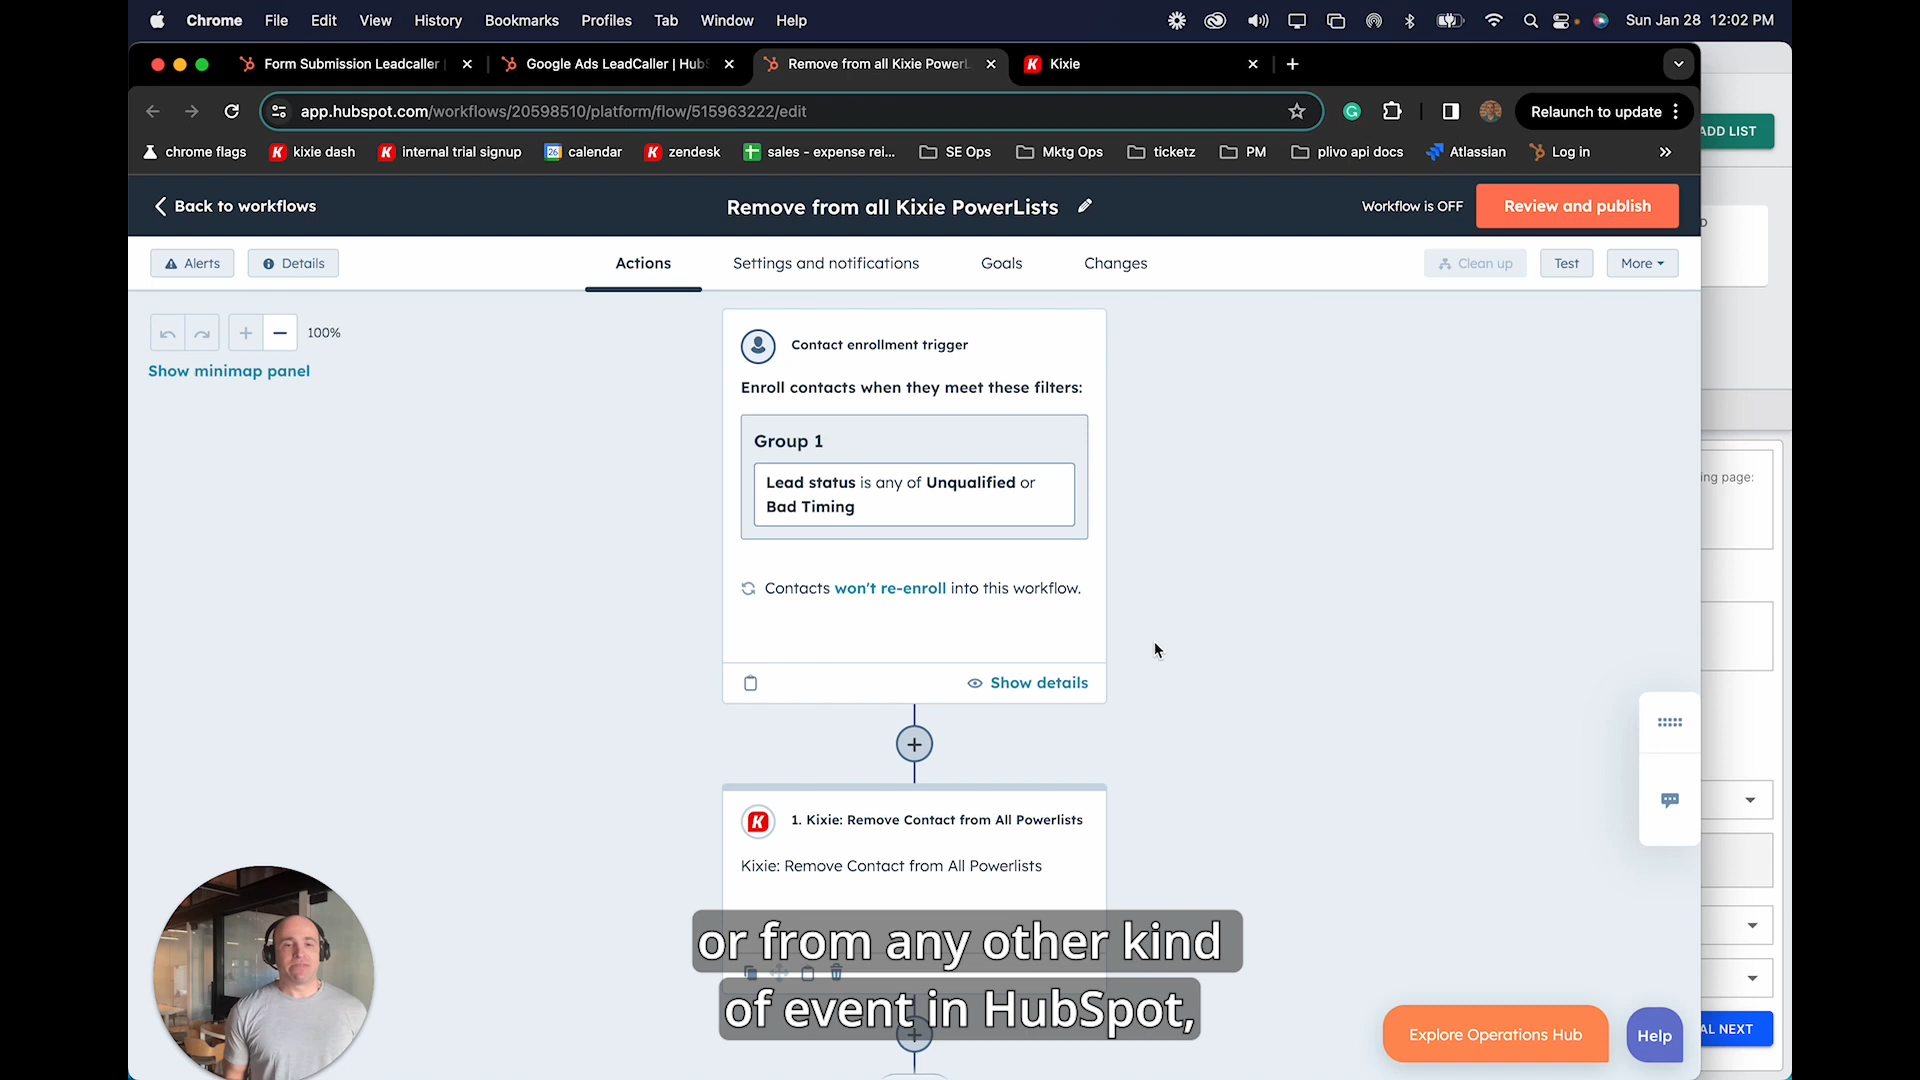 Chrome File Edit View History Bookmarks Profiles Tab Window Help
Sun Jan 28 12:02 PM
Form Submission Leadcaller
Google Ads LeadCaller | HubS
Remove from all Kixie PowerL
Kixie
app.hubspot.com/workflows/20598510/platform/flow/515963222/edit
Relaunch to update
chrome flags
kixie dash
internal trial signup
26
calendar
zendesk
sales - expense rei...
SE Ops
Mktg Ops
ticketz
PM
plivo api docs
Atlassian
Log in
»
ADD LIST
Back to workflows
Remove from all Kixie PowerLists
Workflow is OFF
Review and publish
Alerts
Details
Actions
Settings and notifications
Goals
Changes
Clean up
Test
More
100%
Show minimap panel
Contact enrollment trigger
Enroll contacts when they meet these filters:
Group 1
Lead status is any of Unqualified or
Bad Timing
ing page:
Contacts won't re-enroll into this workflow.
Show details
1. Kixie: Remove Contact from All Powerlists
Kixie: Remove Contact from All Powerlists
or from any other kind
of event in HubSpot,
Explore Operations Hub
Help
AL NEXT